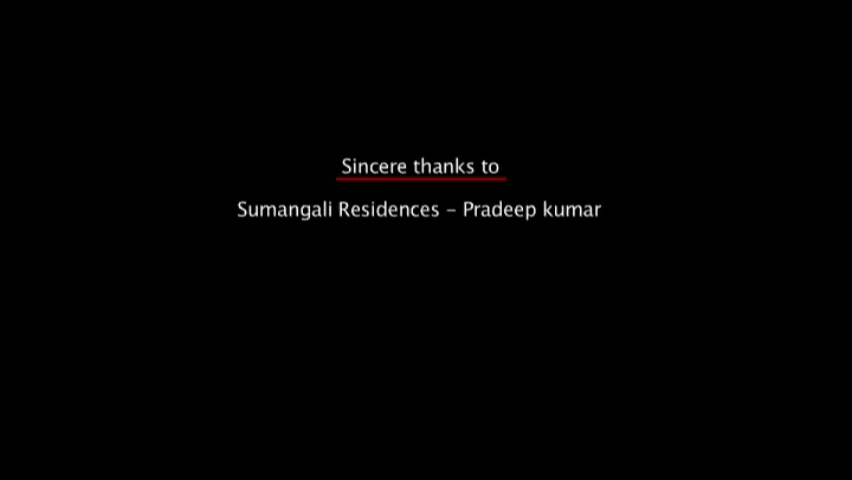 Sincere thanks to
Sumangali Residences – Pradeep kumar